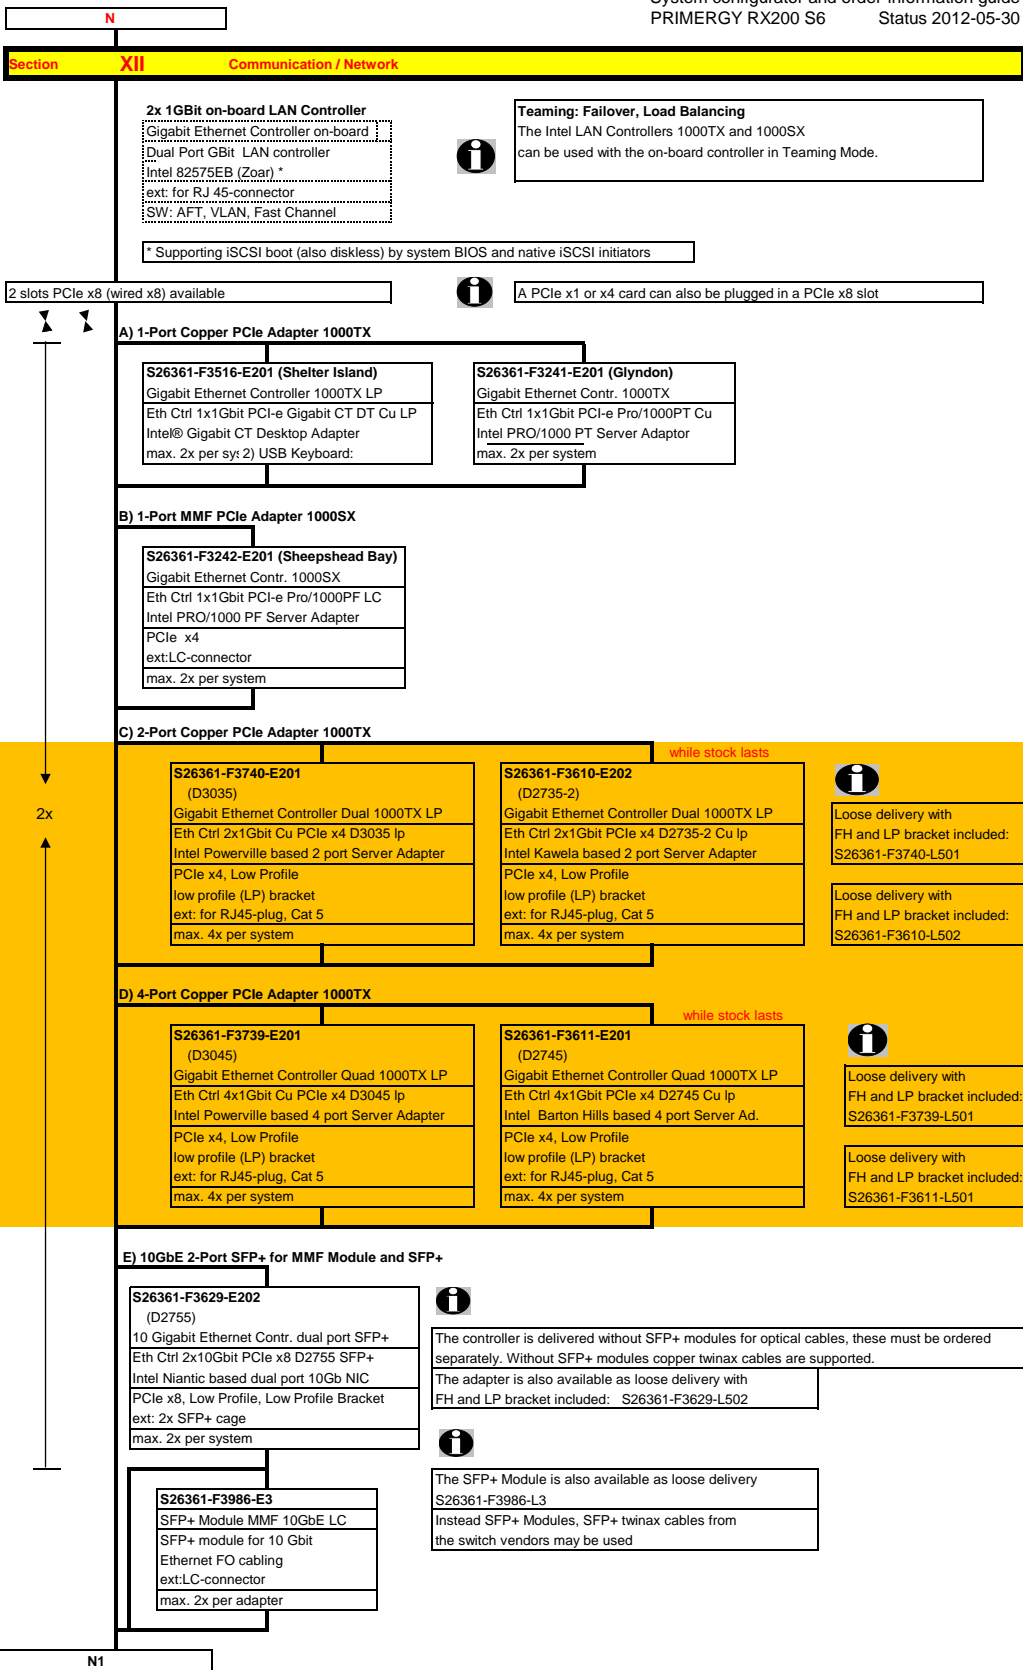 System configurator and order-information guide
PRIMERGY RX200 S6 Status 2012-05-30
N
Section XII Communication / Network
2x 1GBit on-board LAN Controller
Gigabit Ethernet Controller on-board
Dual Port GBit LAN controller
Intel 82575EB (Zoar) *
ext: for RJ 45-connector
SW: AFT, VLAN, Fast Channel
Teaming: Failover, Load Balancing
The Intel LAN Controllers 1000TX and 1000SX
can be used with the on-board controller in Teaming Mode.
* Supporting iSCSI boot (also diskless) by system BIOS and native iSCSI initiators
2 slots PCIe x8 (wired x8) available
A PCIe x1 or x4 card can also be plugged in a PCIe x8 slot
A) 1-Port Copper PCIe Adapter 1000TX
S26361-F3516-E201 (Shelter Island)
Gigabit Ethernet Controller 1000TX LP
Eth Ctrl 1x1Gbit PCI-e Gigabit CT DT Cu LP
Intel® Gigabit CT Desktop Adapter
max. 2x per sys 2) USB Keyboard:
S26361-F3241-E201 (Glyndon)
Gigabit Ethernet Contr. 1000TX
Eth Ctrl 1x1Gbit PCI-e Pro/1000PT Cu
Intel PRO/1000 PT Server Adaptor
max. 2x per system
B) 1-Port MMF PCIe Adapter 1000SX
S26361-F3242-E201 (Sheepshead Bay)
Gigabit Ethernet Contr. 1000SX
Eth Ctrl 1x1Gbit PCI-e Pro/1000PF LC
Intel PRO/1000 PF Server Adapter
PCIe x4
ext:LC-connector
max. 2x per system
C) 2-Port Copper PCIe Adapter 1000TX
while stock lasts
2x
S26361-F3740-E201
(D3035)
Gigabit Ethernet Controller Dual 1000TX LP
Eth Ctrl 2x1Gbit Cu PCIe x4 D3035 lp
Intel Powerville based 2 port Server Adapter
PCIe x4, Low Profile
low profile (LP) bracket
ext: for RJ45-plug, Cat 5
max. 4x per system
S26361-F3610-E202
(D2735-2)
Gigabit Ethernet Controller Dual 1000TX LP
Eth Ctrl 2x1Gbit PCIe x4 D2735-2 Cu lp
Intel Kawela based 2 port Server Adapter
PCIe x4, Low Profile
low profile (LP) bracket
ext: for RJ45-plug, Cat 5
max. 4x per system
Loose delivery with
FH and LP bracket included:
S26361-F3740-L501
Loose delivery with
FH and LP bracket included:
S26361-F3610-L502
D) 4-Port Copper PCIe Adapter 1000TX
while stock lasts
S26361-F3739-E201
(D3045)
Gigabit Ethernet Controller Quad 1000TX LP
Eth Ctrl 4x1Gbit Cu PCIe x4 D3045 lp
Intel Powerville based 4 port Server Adapter
PCIe x4, Low Profile
low profile (LP) bracket
ext: for RJ45-plug, Cat 5
max. 4x per system
S26361-F3611-E201
(D2745)
Gigabit Ethernet Controller Quad 1000TX LP
Eth Ctrl 4x1Gbit PCIe x4 D2745 Cu lp
Intel Barton Hills based 4 port Server Ad.
PCIe x4, Low Profile
low profile (LP) bracket
ext: for RJ45-plug, Cat 5
max. 4x per system
Loose delivery with
FH and LP bracket included:
S26361-F3739-L501
Loose delivery with
FH and LP bracket included:
S26361-F3611-L501
E) 10GbE 2-Port SFP+ for MMF Module and SFP+
S26361-F3629-E202
(D2755)
10 Gigabit Ethernet Contr. dual port SFP+
Eth Ctrl 2x10Gbit PCIe x8 D2755 SFP+
Intel Niantic based dual port 10Gb NIC
PCIe x8, Low Profile, Low Profile Bracket
ext: 2x SFP+ cage
max. 2x per system
The controller is delivered without SFP+ modules for optical cables, these must be ordered
separately. Without SFP+ modules copper twinax cables are supported.
The adapter is also available as loose delivery with
FH and LP bracket included: S26361-F3629-L502
S26361-F3986-E3
SFP+ Module MMF 10GbE LC
SFP+ module for 10 Gbit
Ethernet FO cabling
ext:LC-connector
max. 2x per adapter
The SFP+ Module is also available as loose delivery
S26361-F3986-L3
Instead SFP+ Modules, SFP+ twinax cables from
the switch vendors may be used
N1